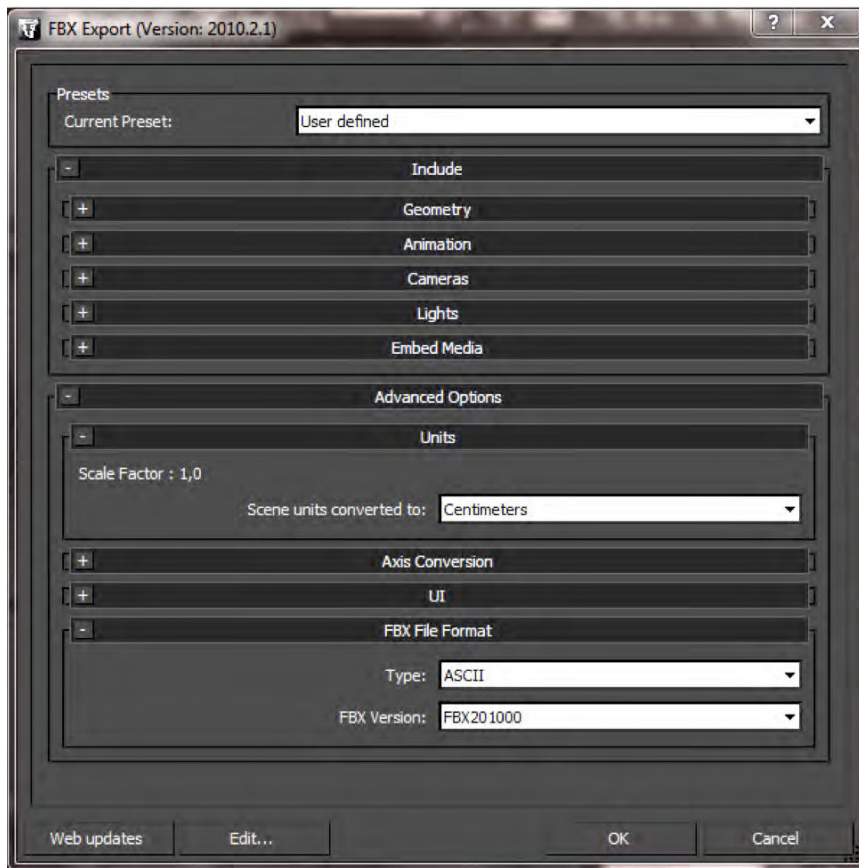 FBX Export (Version: 2010.2.1)
? X
Presets
Current Preset: User defined
- Include
+ Geometry
+ Animation
+ Cameras
+ Lights
+ Embed Media
- Advanced Options
- Units
Scale Factor : 1,0
Scene units converted to: Centimeters
+ Axis Conversion
+ UI
- FBX File Format
Type: ASCII
FBX Version: FBX201000
Web updates Edit... OK Cancel